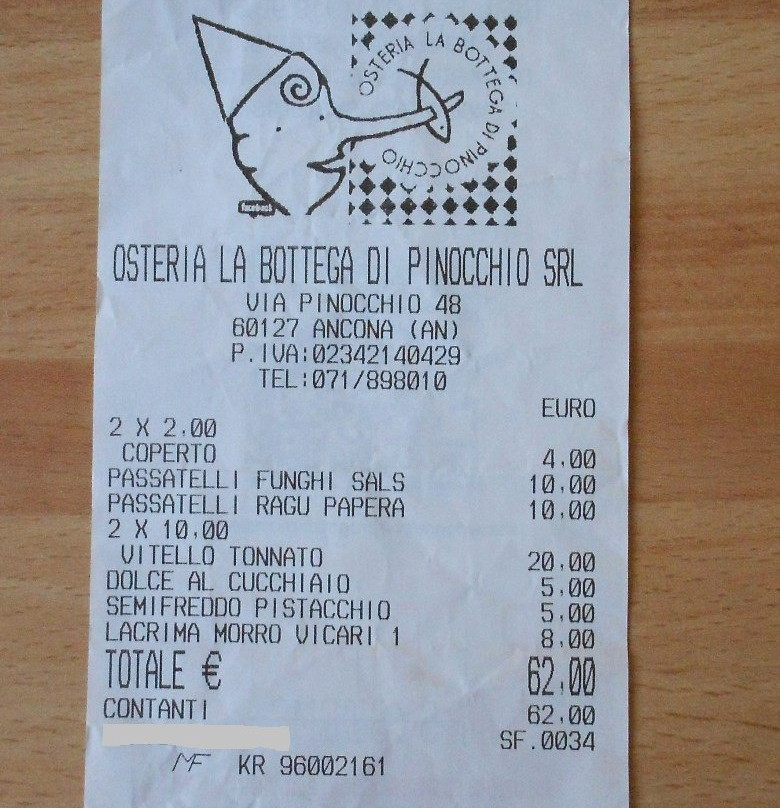 OSTERIA LA BOTTEGA DI PINOCCHIO
facebook
OSTERIA LA BOTTEGA DI PINOCCHIO SRL
VIA PINOCCHIO 48
60127 ANCONA (AN)
P.IVA:02342140429
TEL:071/898010
EURO
2 X 2,00
COPERTO 4,00
PASSATELLI FUNGHI SALS 10,00
PASSATELLI RAGU PAPERA 10,00
2 X 10,00
VITELLO TONNATO 20,00
DOLCE AL CUCCHIAIO 5,00
SEMIFREDDO PISTACCHIO 5,00
LACRIMA MORRO VICARI 1 8,00
TOTALE € 62,00
CONTANTI 62,00
SF.0034
MF KR 96002161